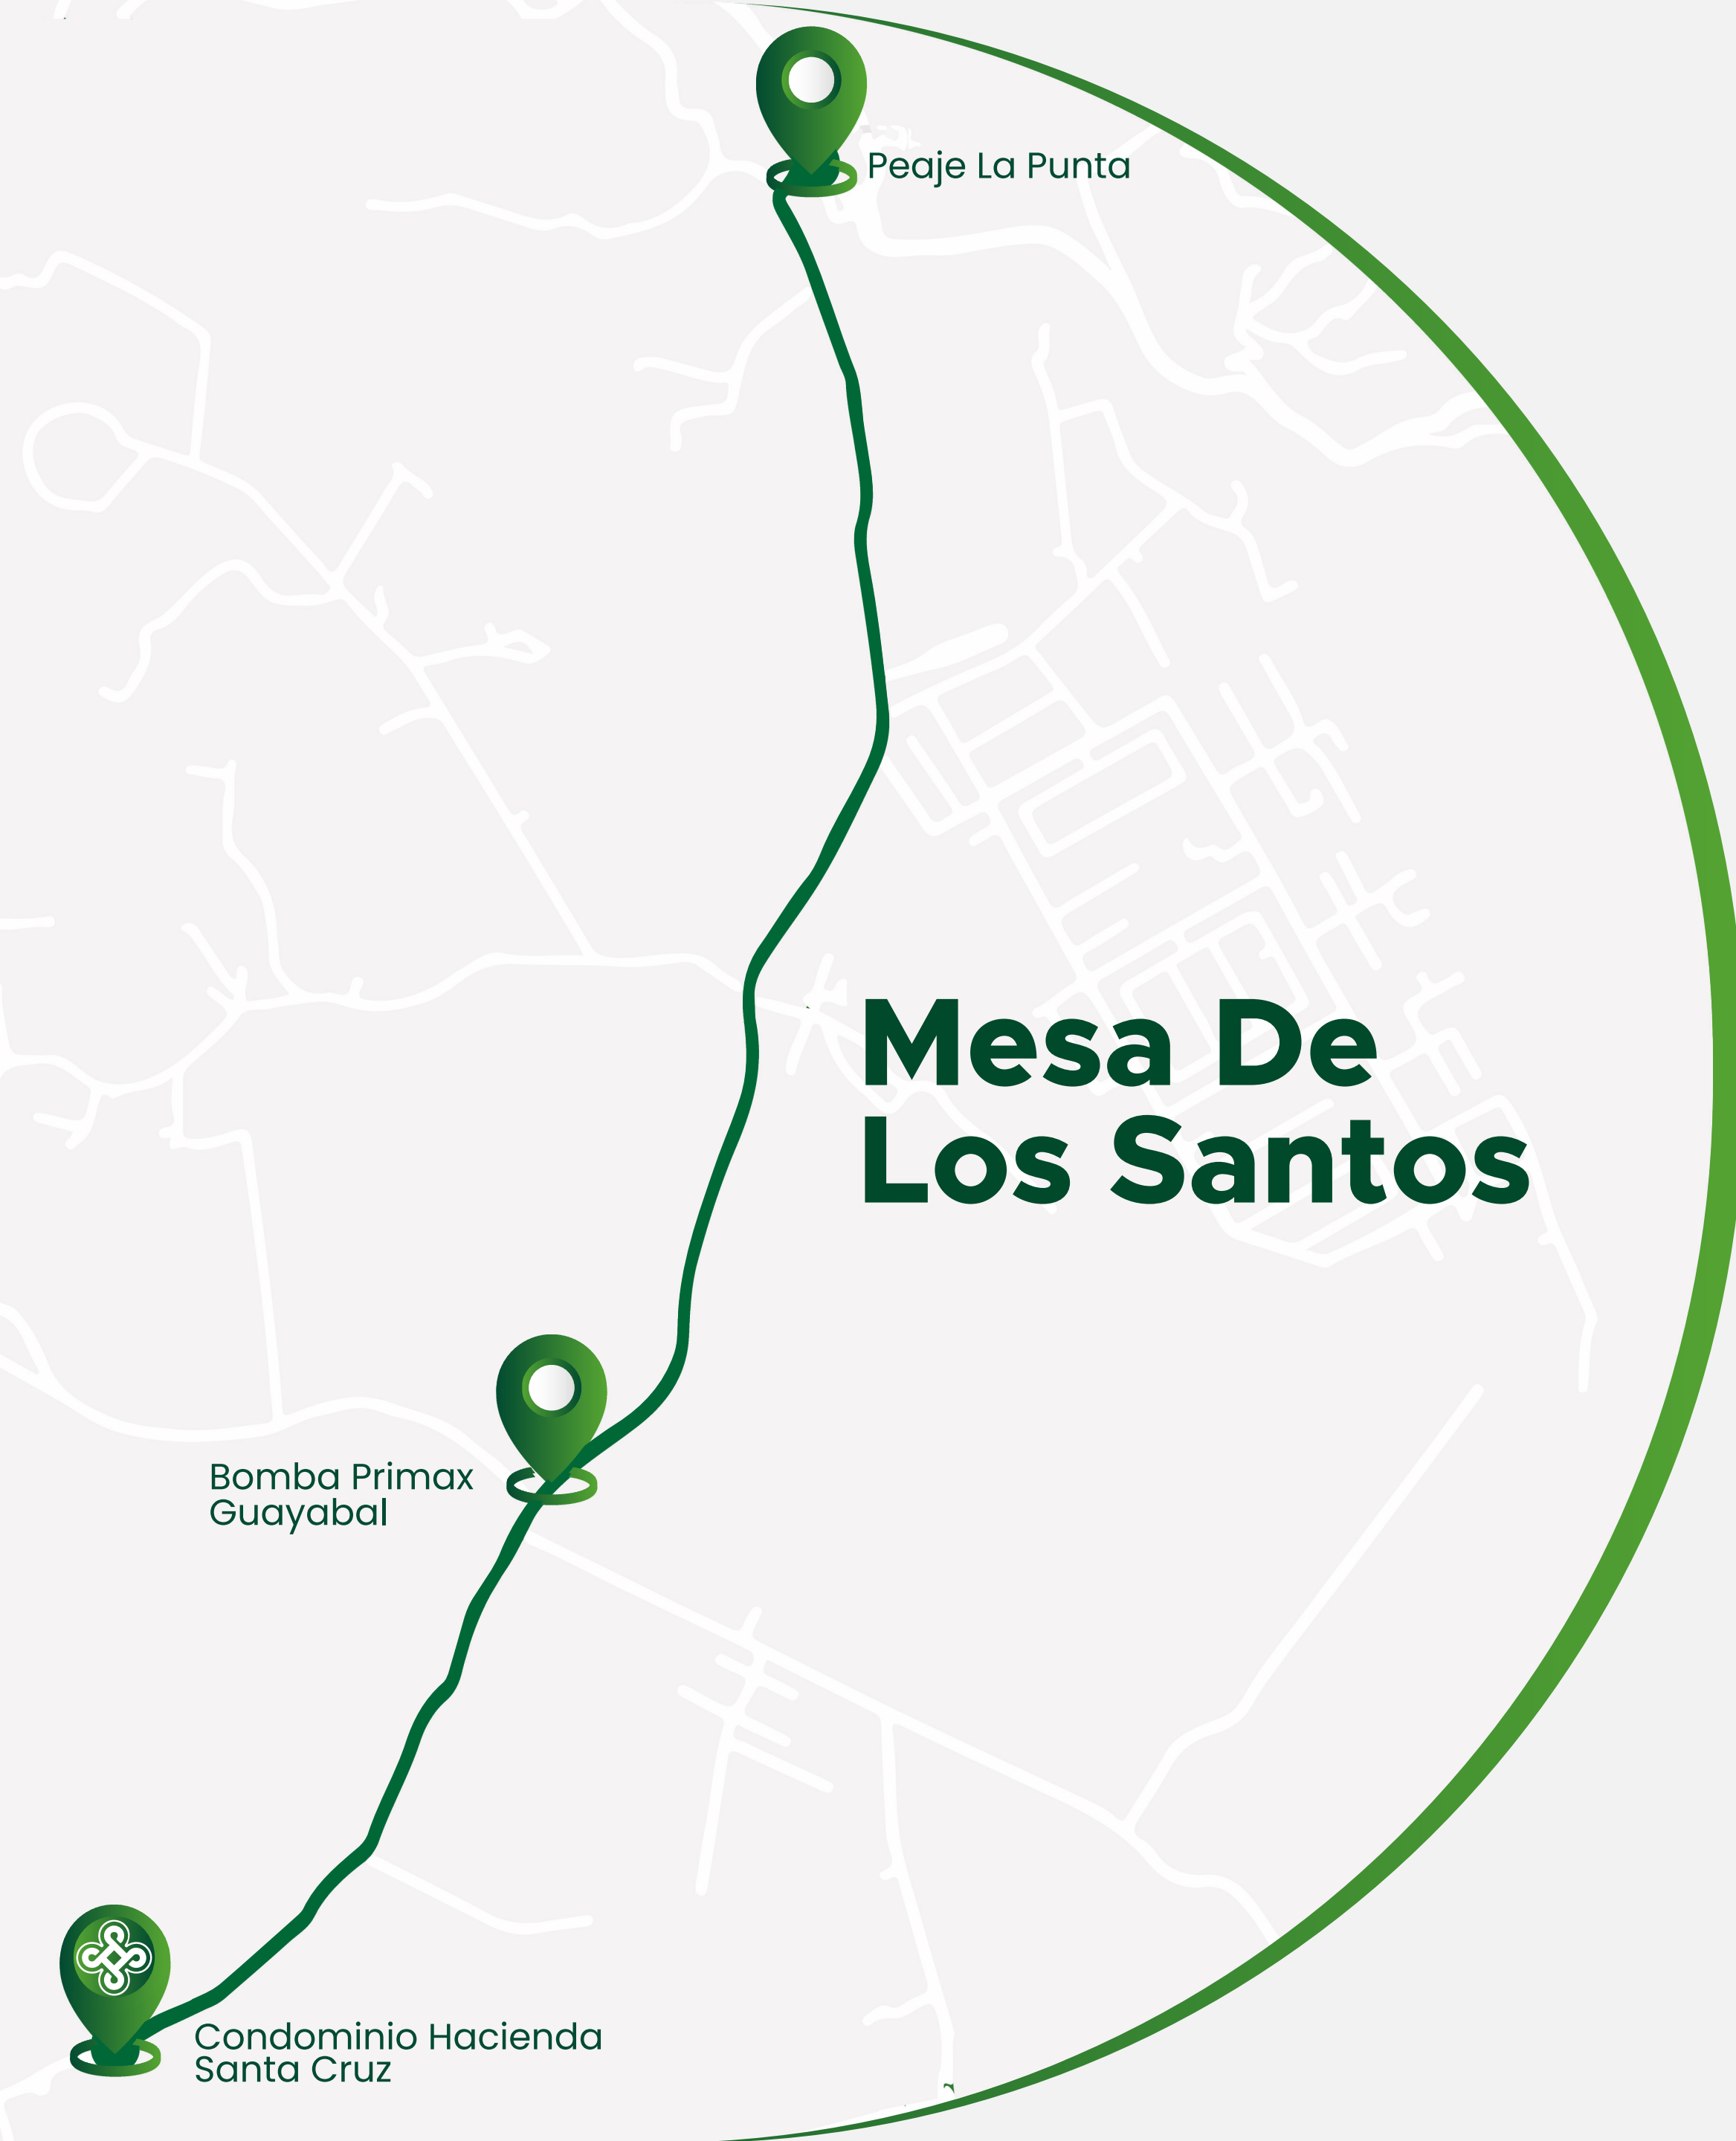 Peaje La Punta
Mesa De
Los Santos
Bomba Primax
Guayabal
Condominio Hacienda
Santa Cruz